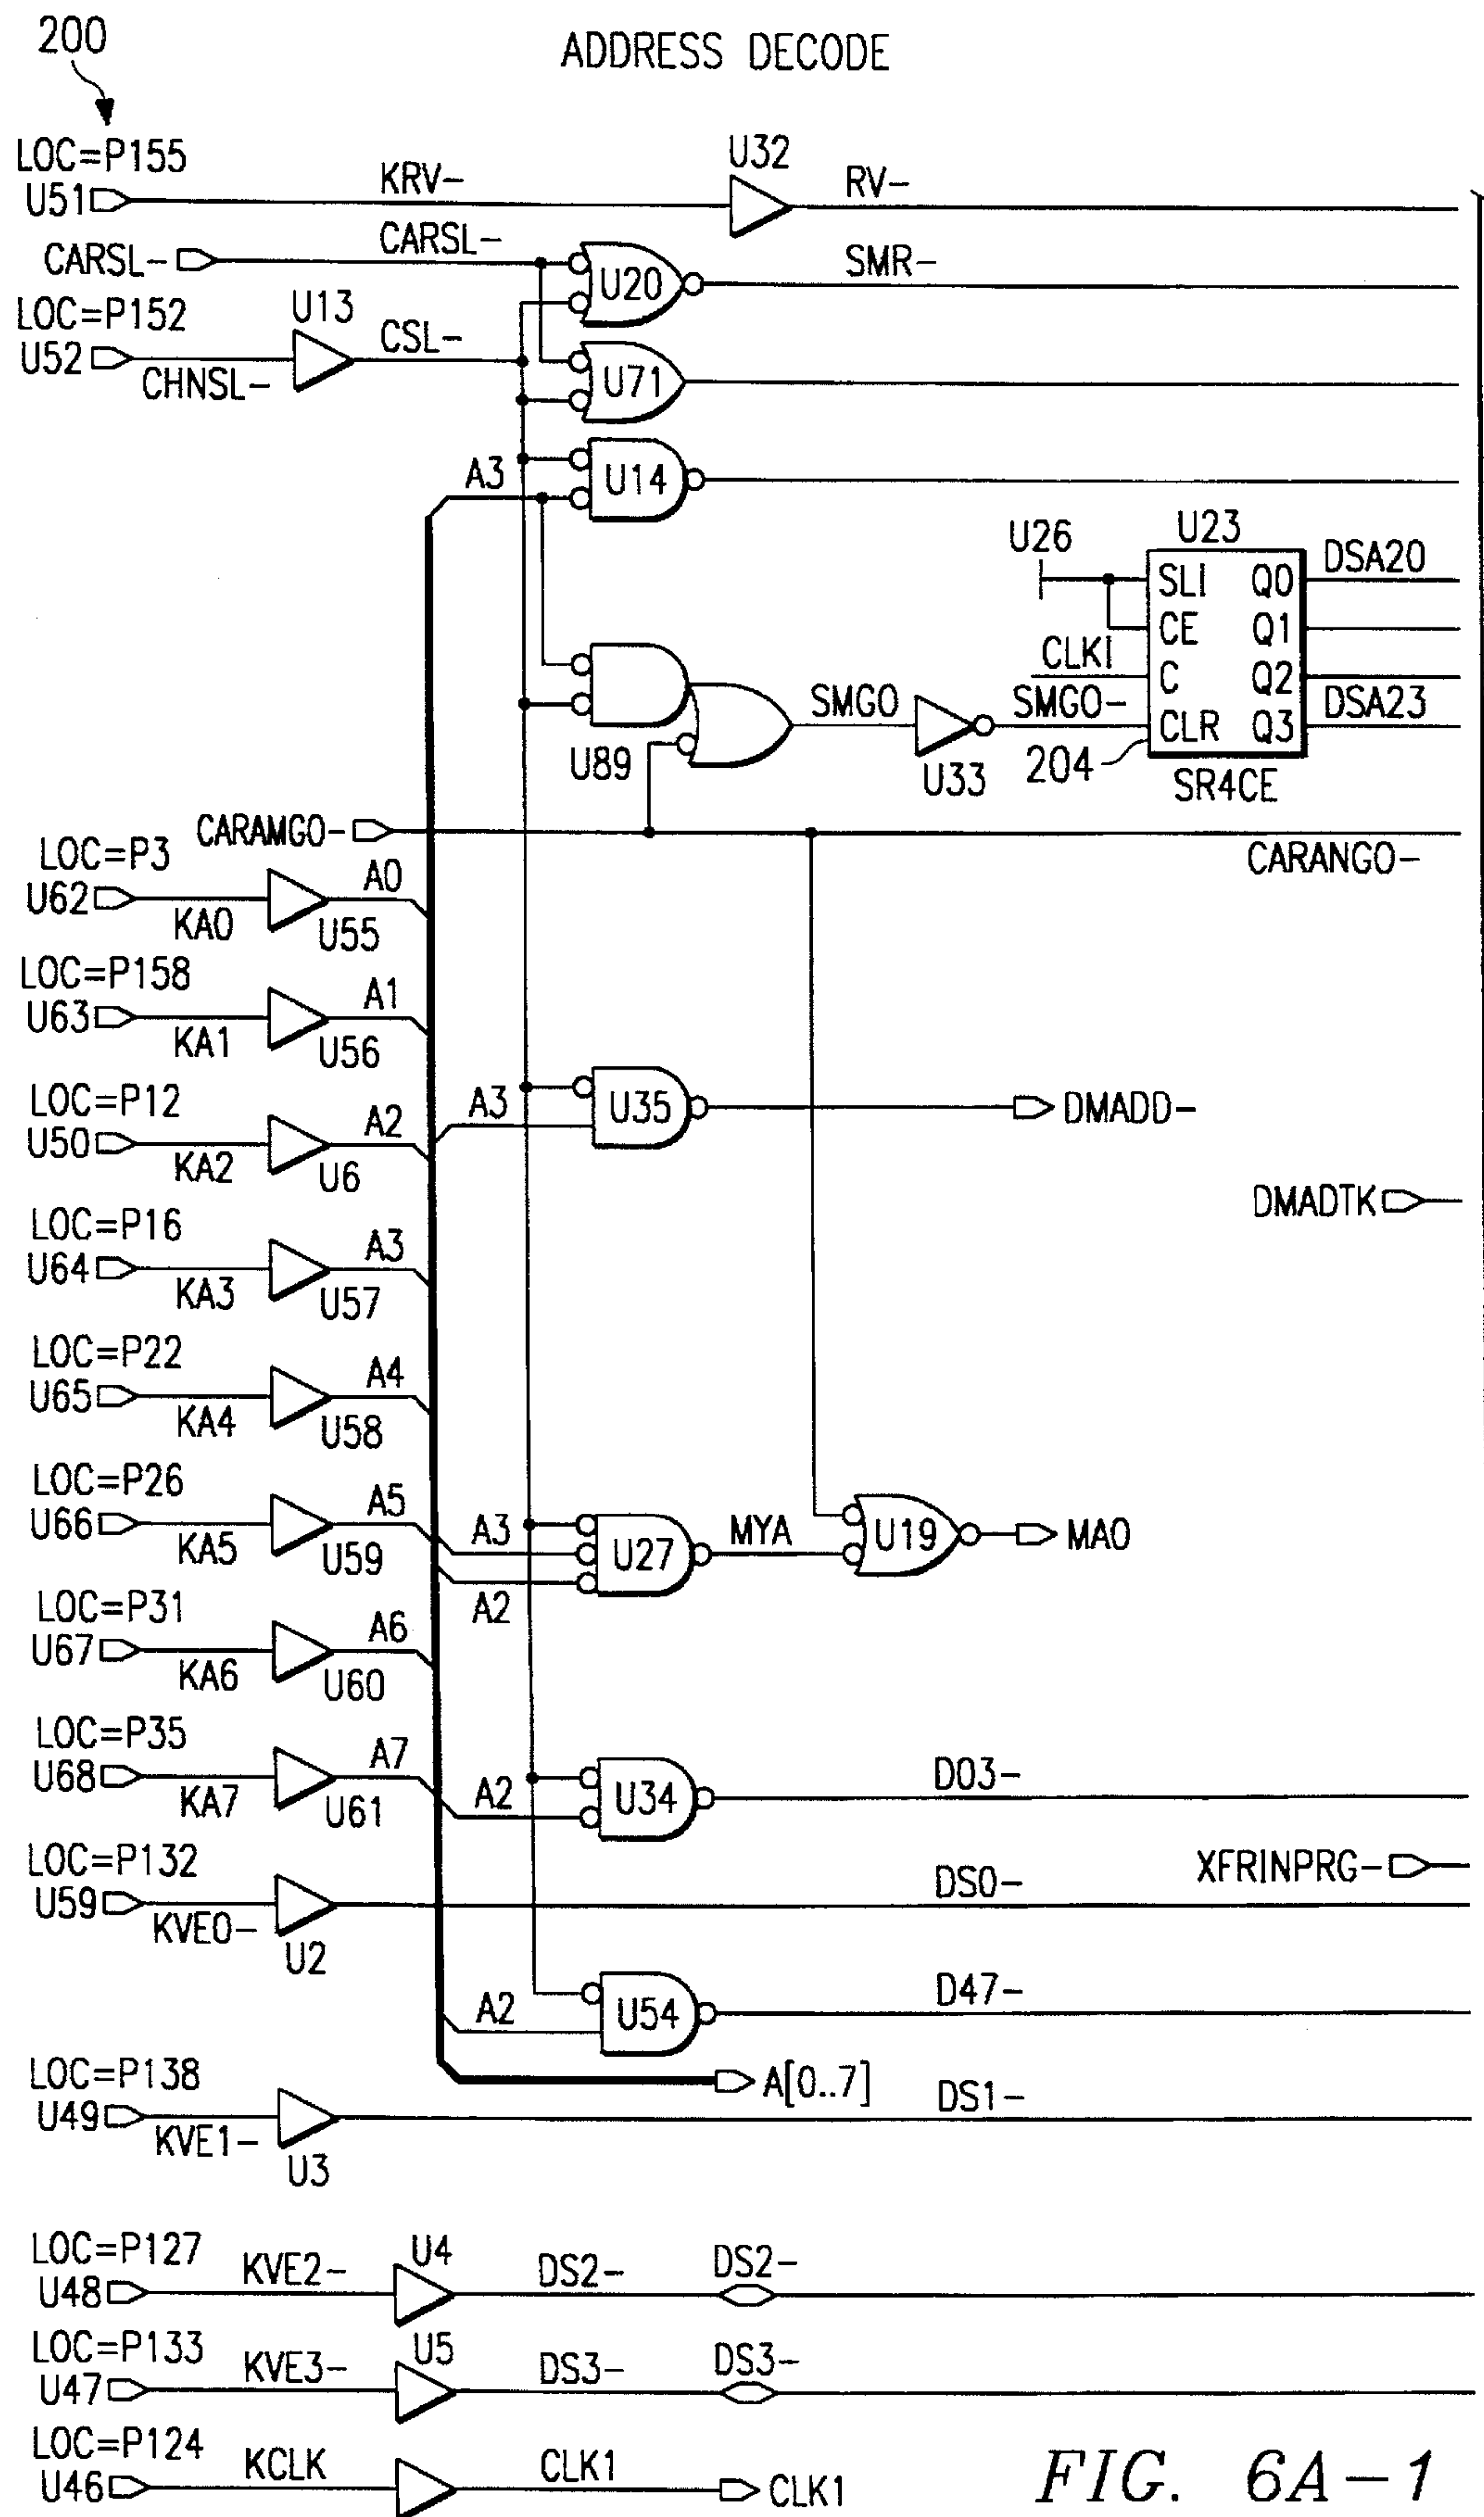 200
ADDRESS DECODE
LOC=P155
U51
KRV-
U32
RV-
CARSL-
CARSL-
U20
SMR-
LOC=P152
U52
CHNSL-
U13
CSL-
U71
A3
U14
U26
U23
SLI Q0
DSA20
CE Q1
CLKI
C Q2
SMGO
SMGO-
CLR Q3
DSA23
U89
U33
204
SR4CE
CARAMGO-
CARANGO-
LOC=P3
U62
KA0
A0
U55
LOC=P158
U63
KA1
A1
U56
LOC=P12
U50
KA2
A2
U6
A3
U35
DMADD-
DMADTK
LOC=P16
U64
KA3
A3
U57
LOC=P22
U65
KA4
A4
U58
LOC=P26
U66
KA5
A5
U59
A3
A2
U27
MYA
U19
MAO
LOC=P31
U67
KA6
A6
U60
LOC=P35
U68
KA7
A7
U61
A2
U34
D03-
LOC=P132
U59
KVE0-
U2
DS0-
XFRINPRG-
A2
U54
D47-
A[0..7]
LOC=P138
U49
KVE1-
U3
DS1-
LOC=P127
U48
KVE2-
U4
DS2-
DS2-
LOC=P133
U47
KVE3-
U5
DS3-
DS3-
LOC=P124
U46
KCLK
CLK1
CLK1
FIG. 6A-1